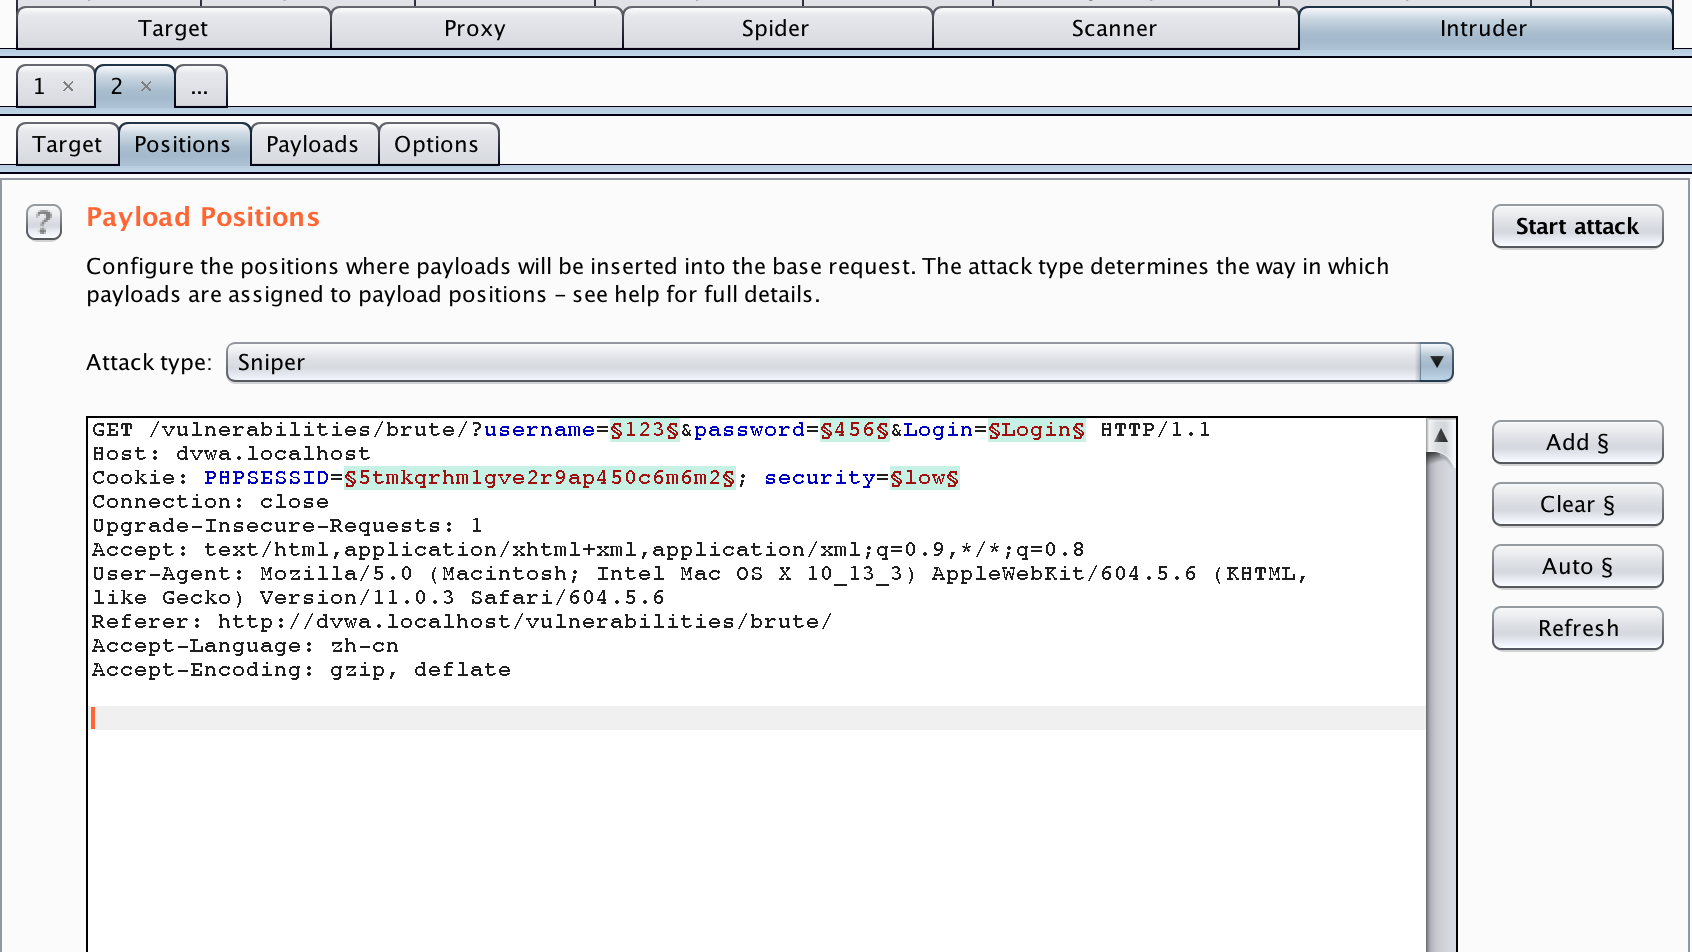 Target Proxy Spider Scanner Intruder
1 × 2 × ...
Target Positions Payloads Options
? Payload Positions
Start attack
Configure the positions where payloads will be inserted into the base request. The attack type determines the way in which
payloads are assigned to payload positions – see help for full details.
Attack type: Sniper
GET /vulnerabilities/brute/?username=§123§&password=§456§&Login=§Login§ HTTP/1.1
Host: dvwa.localhost
Cookie: PHPSESSID=§5tmkqrhm1gve2r9ap450c6m6m2§; security=§low§
Connection: close
Upgrade-Insecure-Requests: 1
Accept: text/html,application/xhtml+xml,application/xml;q=0.9,*/*;q=0.8
User-Agent: Mozilla/5.0 (Macintosh; Intel Mac OS X 10_13_3) AppleWebKit/604.5.6 (KHTML,
like Gecko) Version/11.0.3 Safari/604.5.6
Referer: http://dvwa.localhost/vulnerabilities/brute/
Accept-Language: zh-cn
Accept-Encoding: gzip, deflate
Add §
Clear §
Auto §
Refresh